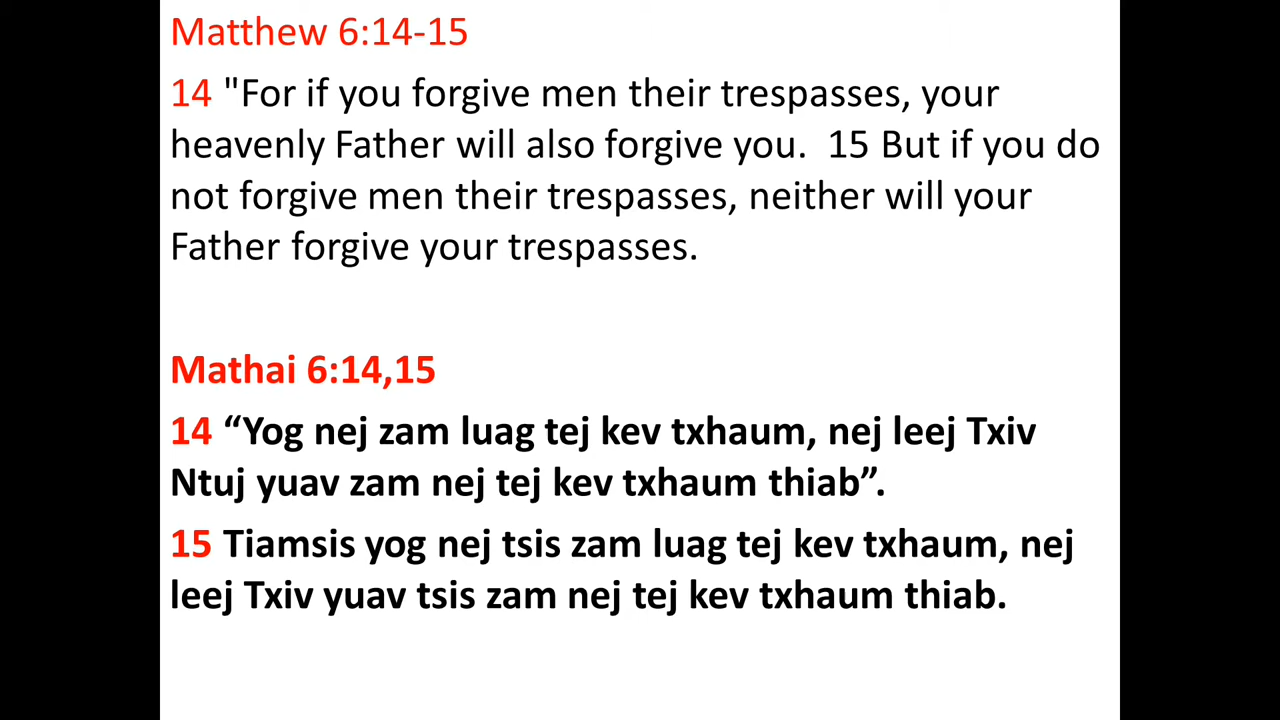 Matthew 6:14-15
14 "For if you forgive men their trespasses, your
heavenly Father will also forgive you.  15 But if you do
not forgive men their trespasses, neither will your
Father forgive your trespasses.
Mathai 6:14,15
14 “Yog nej zam luag tej kev txhaum, nej leej Txiv
Ntuj yuav zam nej tej kev txhaum thiab”.
15 Tiamsis yog nej tsis zam luag tej kev txhaum, nej
leej Txiv yuav tsis zam nej tej kev txhaum thiab.